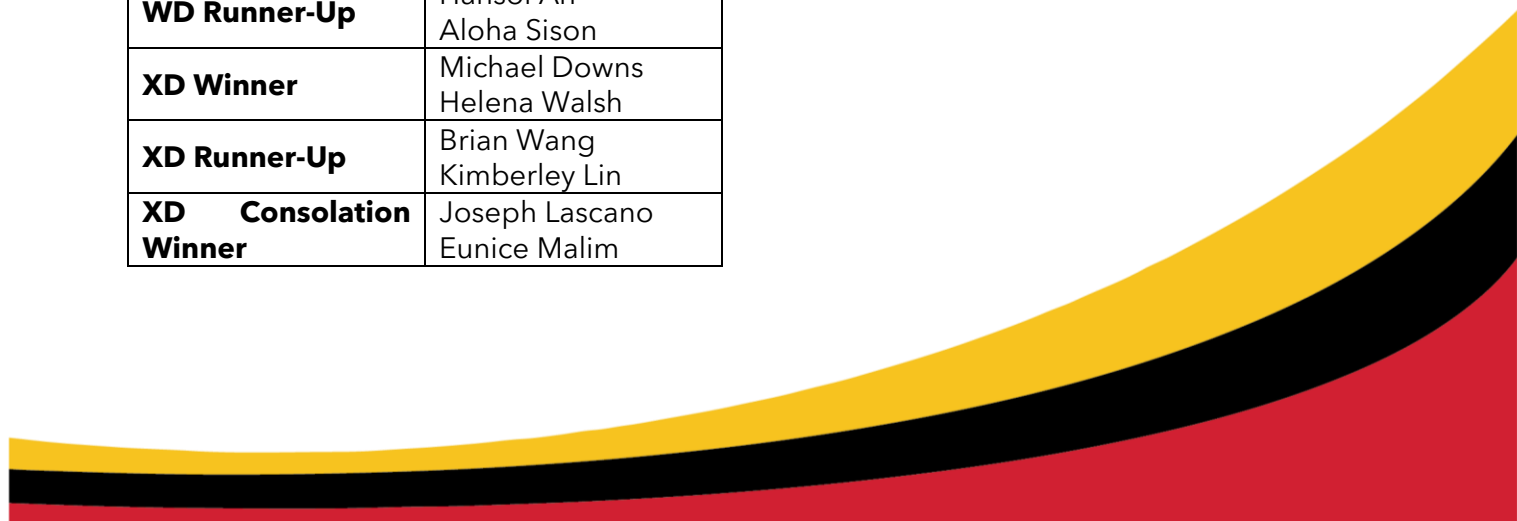 WD Runner-Up
Aloha Sison
XD Winner
Michael Downs
Helena Walsh
XD Runner-Up
Brian Wang
Kimberley Lin
XD Consolation
Winner
Joseph Lascano
Eunice Malim